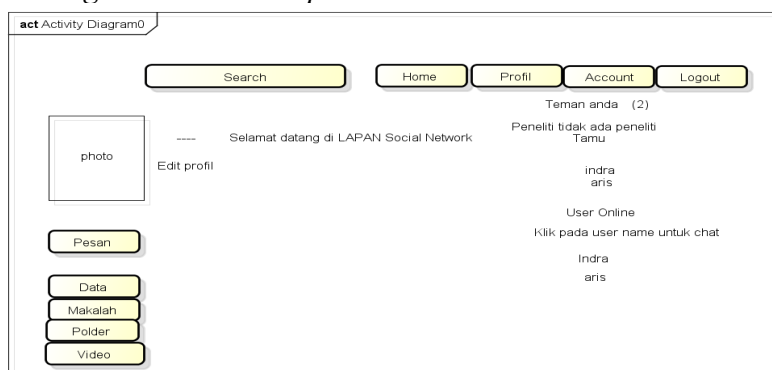 act Activity Diagram0
Search Home Profil Account Logout
Teman anda (2)
Peneliti tidak ada peneliti
Tamu
---- Selamat datang di LAPAN Social Network
photo
Edit profil
indra
aris
User Online
Klik pada user name untuk chat
Pesan
Indra
aris
Data
Makalah
Polder
Video